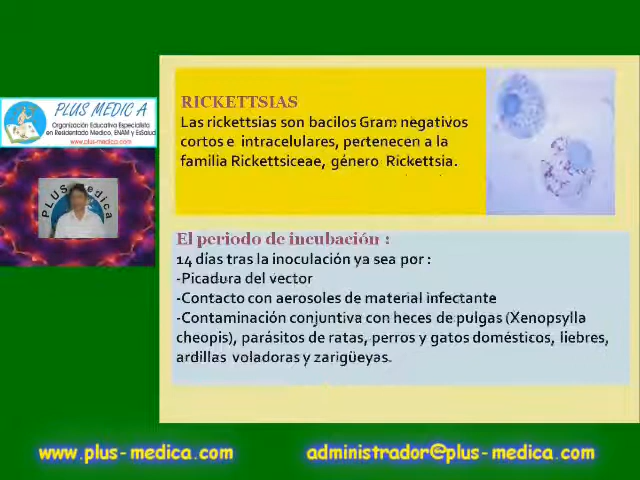 PLUS MEDIC A
Organización Educativa Especialista
en Residentado Medico, ENAM y EsSalud
www.plus-medica.com
PLUS medica
RICKETTSIAS
Las rickettsias son bacilos Gram negativos
cortos e intracelulares, pertenecen a la
familia Rickettsiceae, género Rickettsia.
El periodo de incubación :
14 días tras la inoculación ya sea por :
-Picadura del vector
-Contacto con aerosoles de material infectante
-Contaminación conjuntiva con heces de pulgas (Xenopsylla
cheopis), parásitos de ratas, perros y gatos domésticos, liebres,
ardillas voladoras y zarigüeyas.
www.plus-medica.com
administrador@plus-medica.com